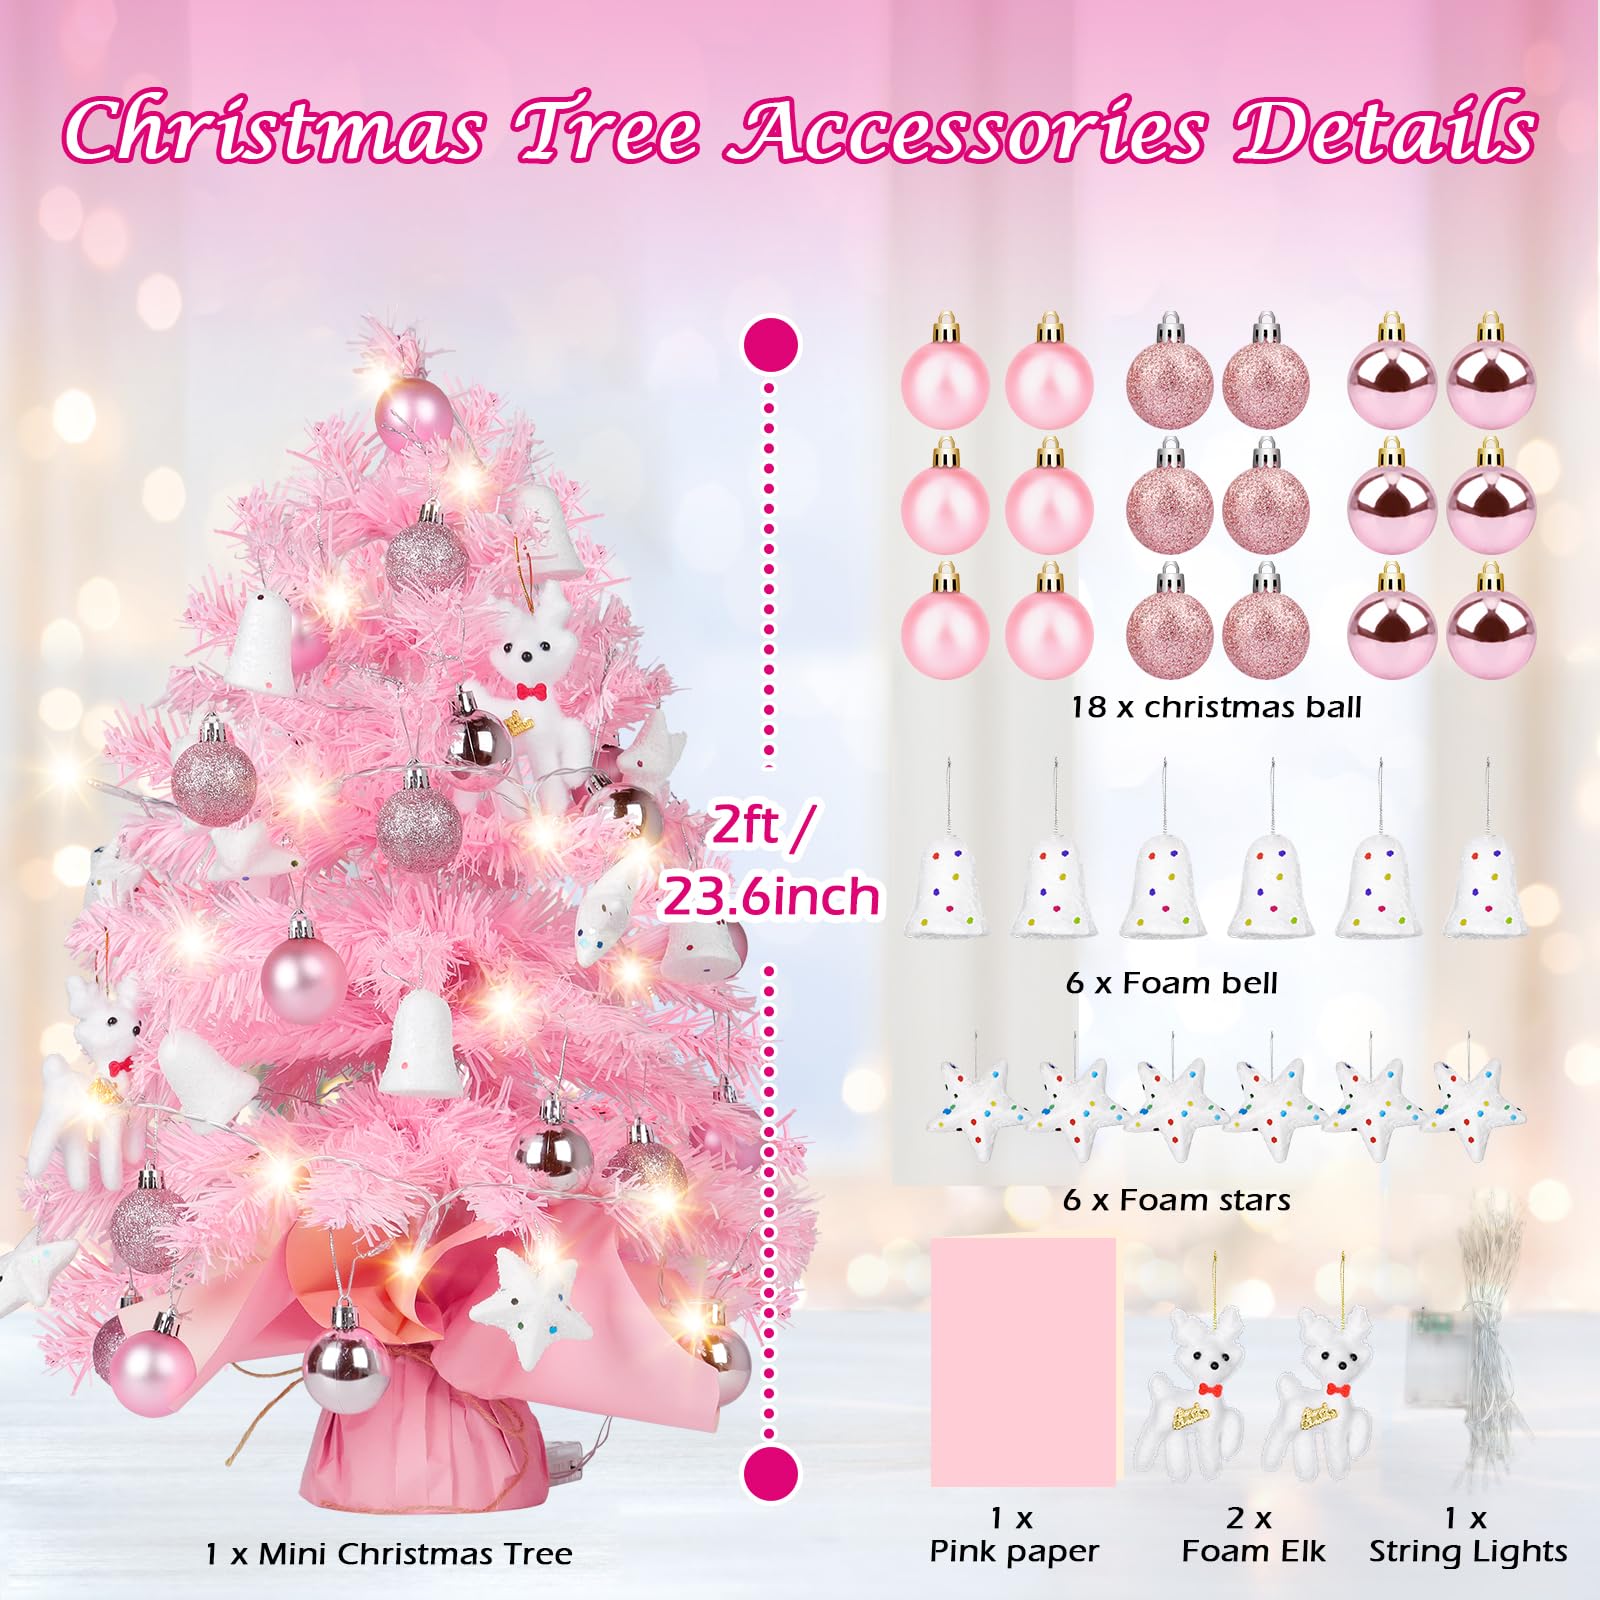 Christmas Tree Accessories Details
2ft /
23.6inch
18 x christmas ball
6 x Foam bell
6 x Foam stars
1 x
Pink paper
2 x
Foam Elk
1 x
String Lights
1 x Mini Christmas Tree